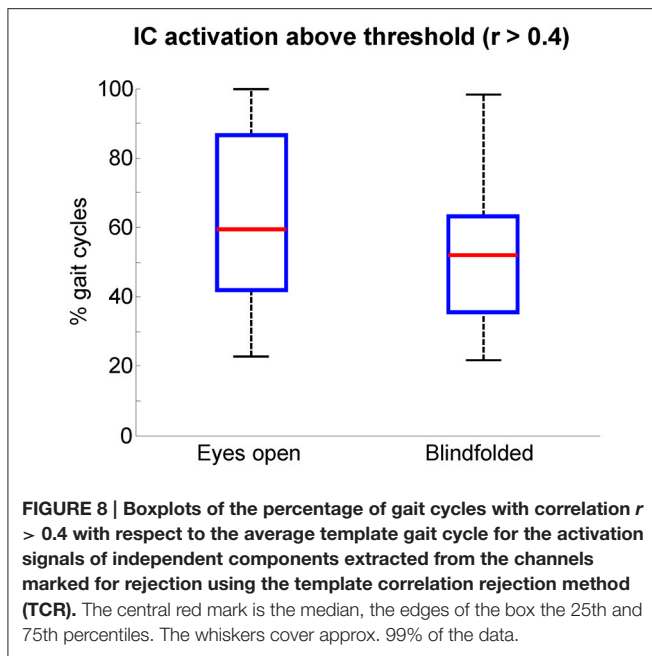 IC activation above threshold (r > 0.4)
% gait cycles
100
80
60
40
20
0
Eyes open
Blindfolded
FIGURE 8 | Boxplots of the percentage of gait cycles with correlation r
> 0.4 with respect to the average template gait cycle for the activation
signals of independent components extracted from the channels
marked for rejection using the template correlation rejection method
(TCR). The central red mark is the median, the edges of the box the 25th and
75th percentiles. The whiskers cover approx. 99% of the data.